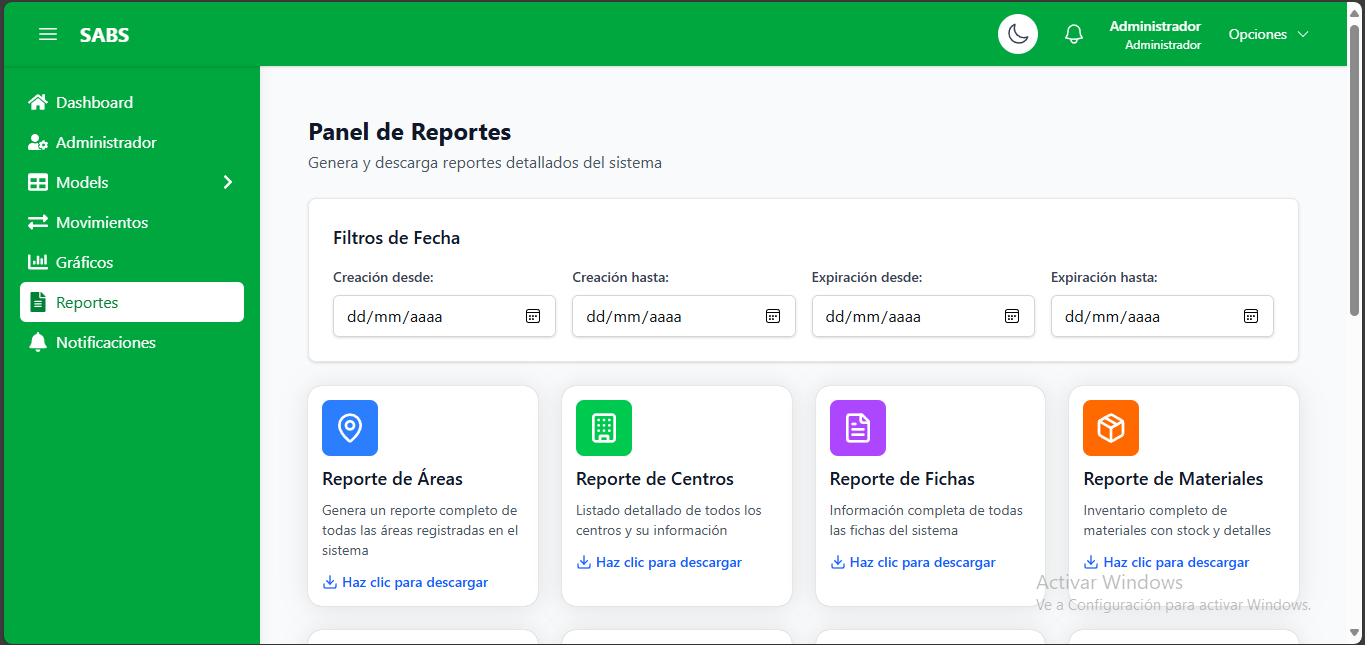 SABS
Administrador
Administrador
Opciones
Dashboard
Administrador
Models
Movimientos
Gráficos
Reportes
Notificaciones
Panel de Reportes
Genera y descarga reportes detallados del sistema
Filtros de Fecha
Creación desde:
Creación hasta:
Expiración desde:
Expiración hasta:
dd/mm/aaaa
dd/mm/aaaa
dd/mm/aaaa
dd/mm/aaaa
Reporte de Áreas
Genera un reporte completo de
todas las áreas registradas en el
sistema
Haz clic para descargar
Reporte de Centros
Listado detallado de todos los
centros y su información
Haz clic para descargar
Reporte de Fichas
Información completa de todas
las fichas del sistema
Haz clic para descargar
Reporte de Materiales
Inventario completo de
materiales con stock y detalles
Haz clic para descargar
Activar Windows
Ve a Configuración para activar Windows.